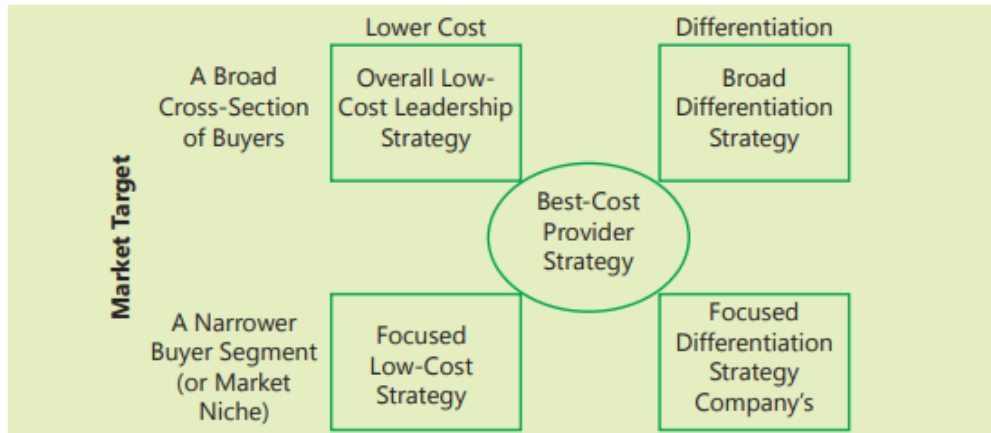 Lower Cost
Differentiation
A Broad
Cross-Section
of Buyers
Overall Low-
Cost Leadership
Strategy
Broad
Differentiation
Strategy
Market Target
Best-Cost
Provider
Strategy
A Narrower
Buyer Segment
(or Market
Niche)
Focused
Low-Cost
Strategy
Focused
Differentiation
Strategy
Company's